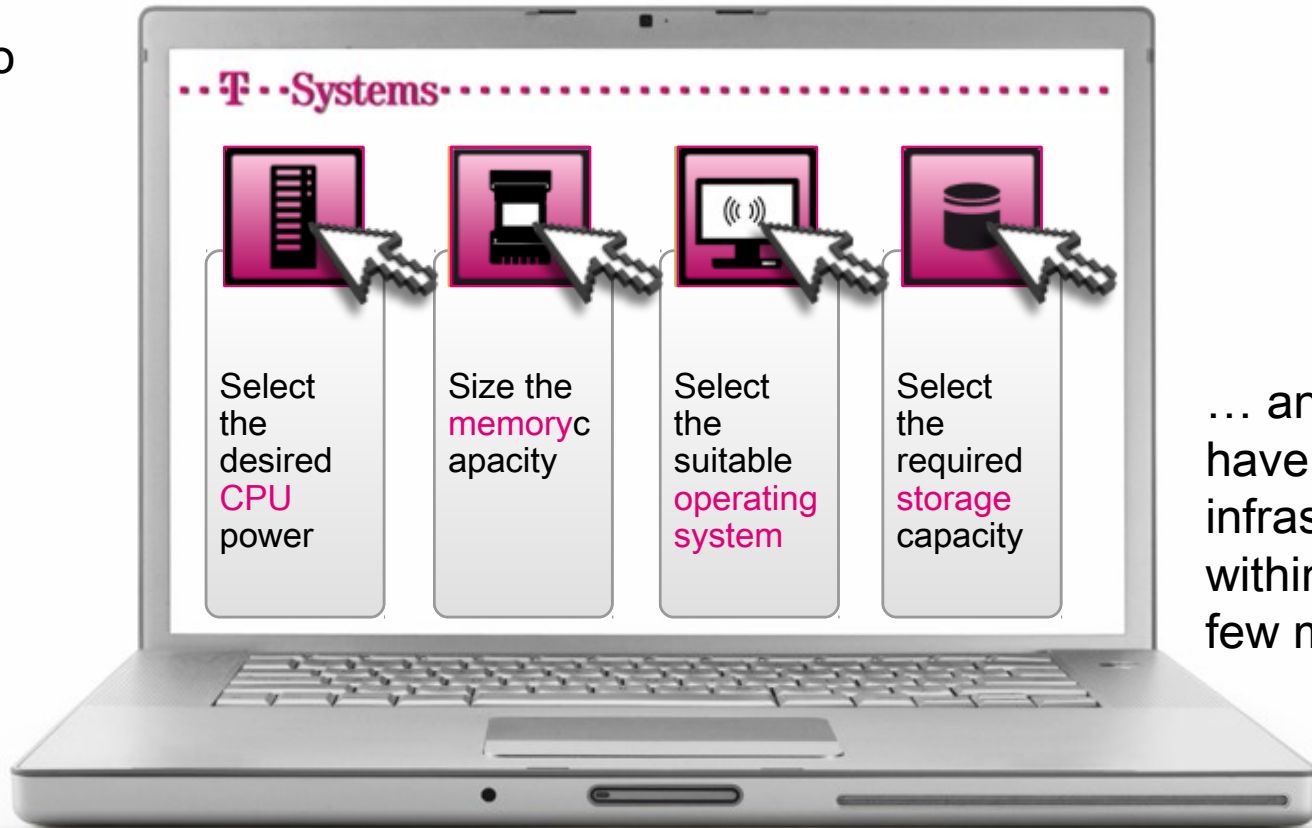 o
T Systems
Select
the
desired
CPU
power
Size the
memoryc
apacity
Select
the
suitable
operating
system
Select
the
required
storage
capacity
… an
have
infras
within
few m